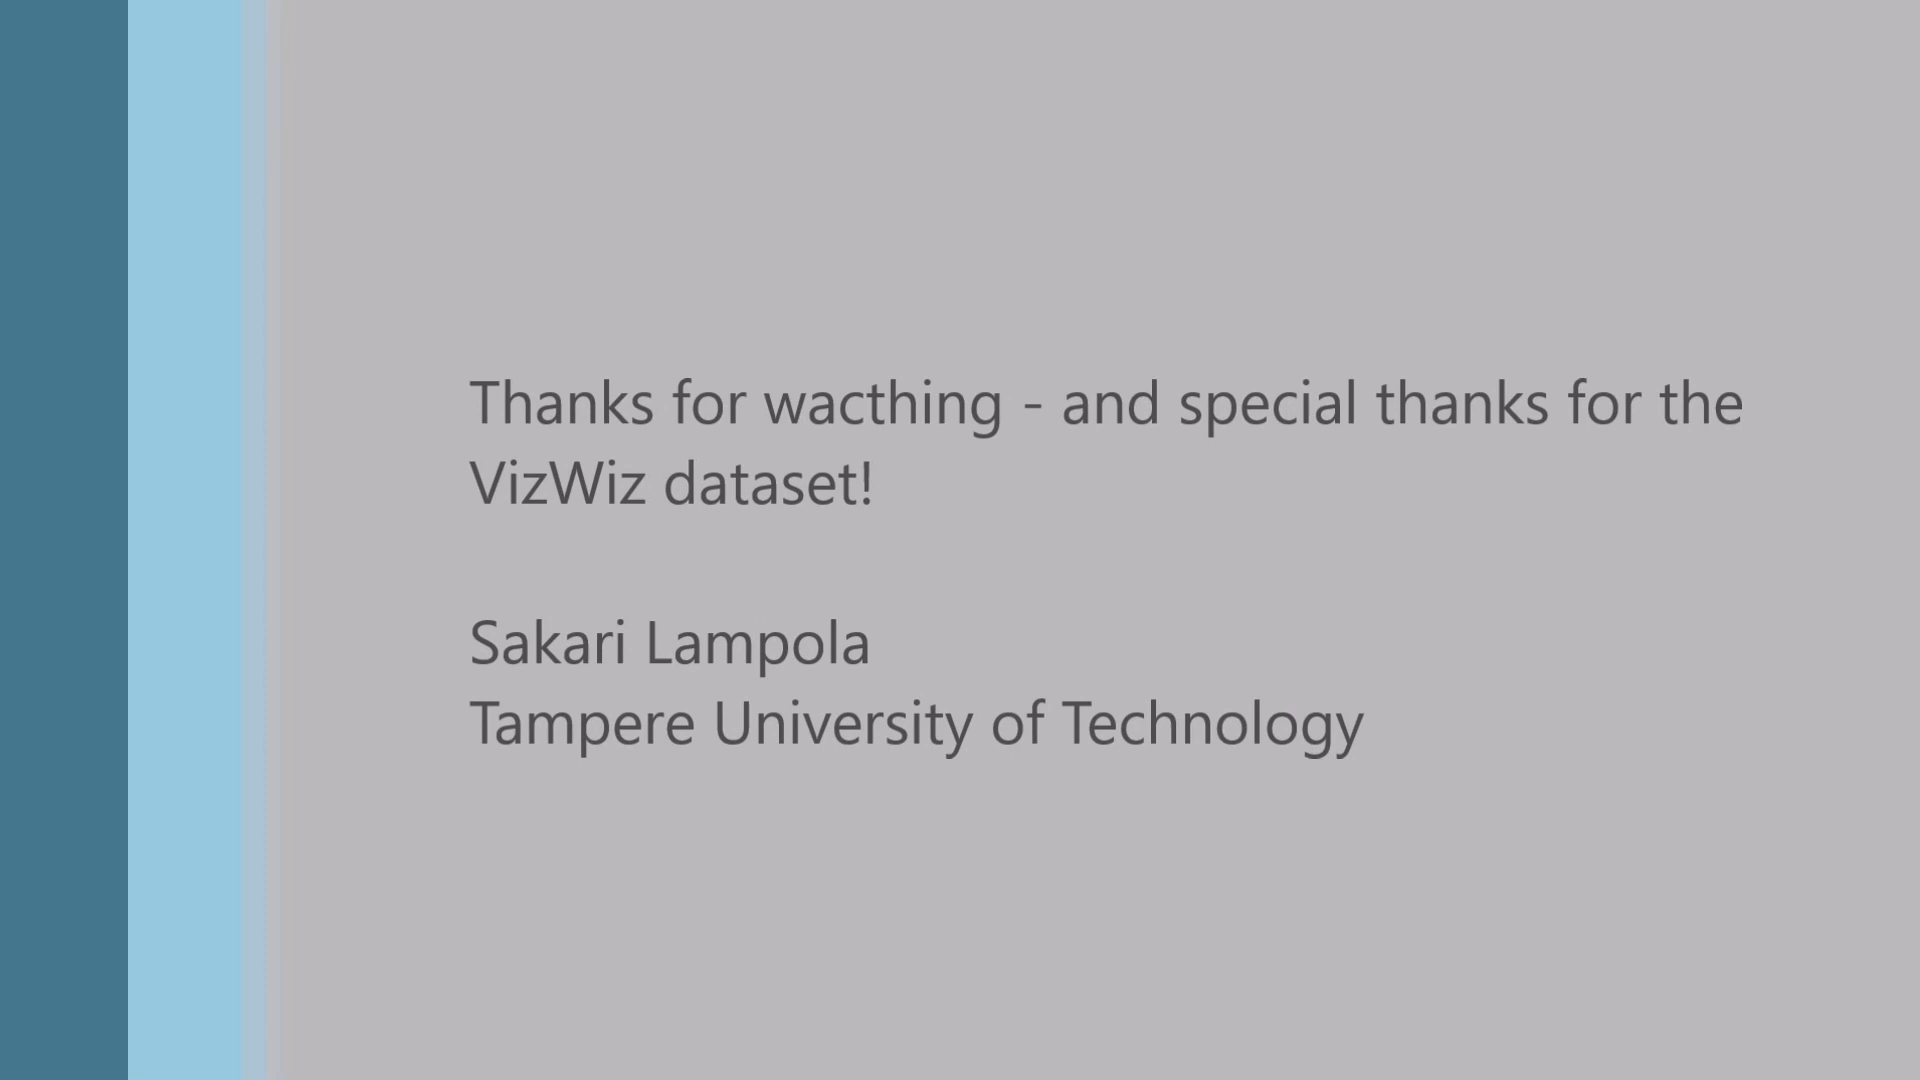 Thanks for wacthing - and special thanks for the
VizWiz dataset!
Sakari Lampola
Tampere University of Technology